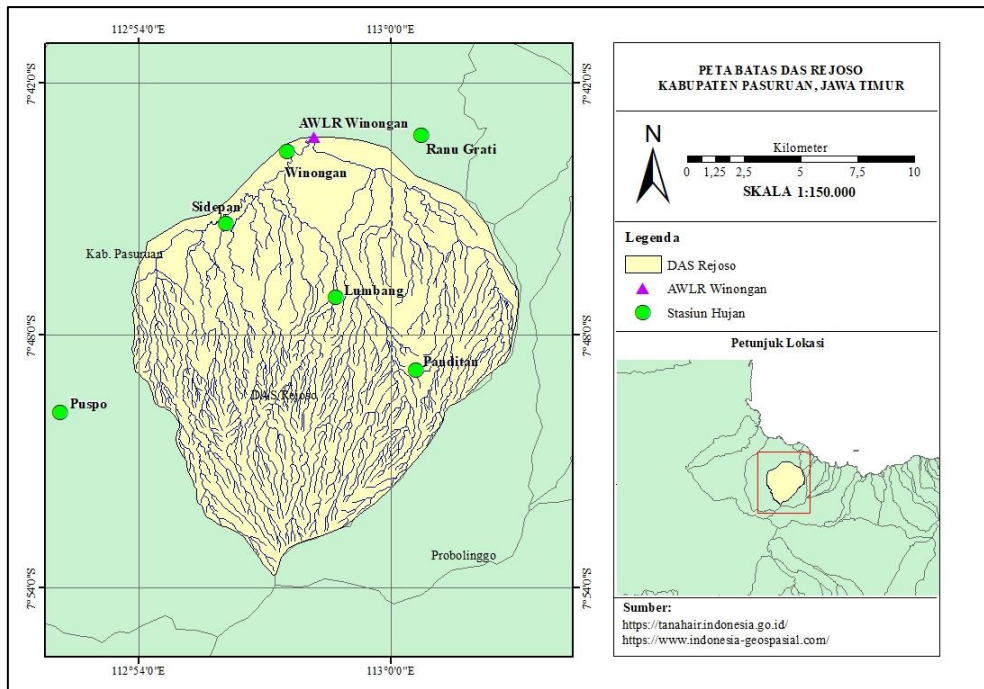 112°54'0"E
113°0'0"E
7°42'0"S
7°42'0"S
AWLR Winongan
Ranu Grati
Winongan
Sidepan
Kab. Pasuruan
Lumbang
7°48'0"S
7°48'0"S
Panditan
DAS Rejoso
Puspo
Probolinggo
7°54'0"S
7°54'0"S
112°54'0"E
113°0'0"E
PETA BATAS DAS REJOSO
KABUPATEN PASURUAN, JAWA TIMUR
N
Kilometer
0 1,25 2,5 5 7,5 10
SKALA 1:150.000
Legenda
DAS Rejoso
AWLR Winongan
Stasiun Hujan
Petunjuk Lokasi
Sumber:
https://tanahair.indonesia.go.id/
https://www.indonesia-geospasial.com/